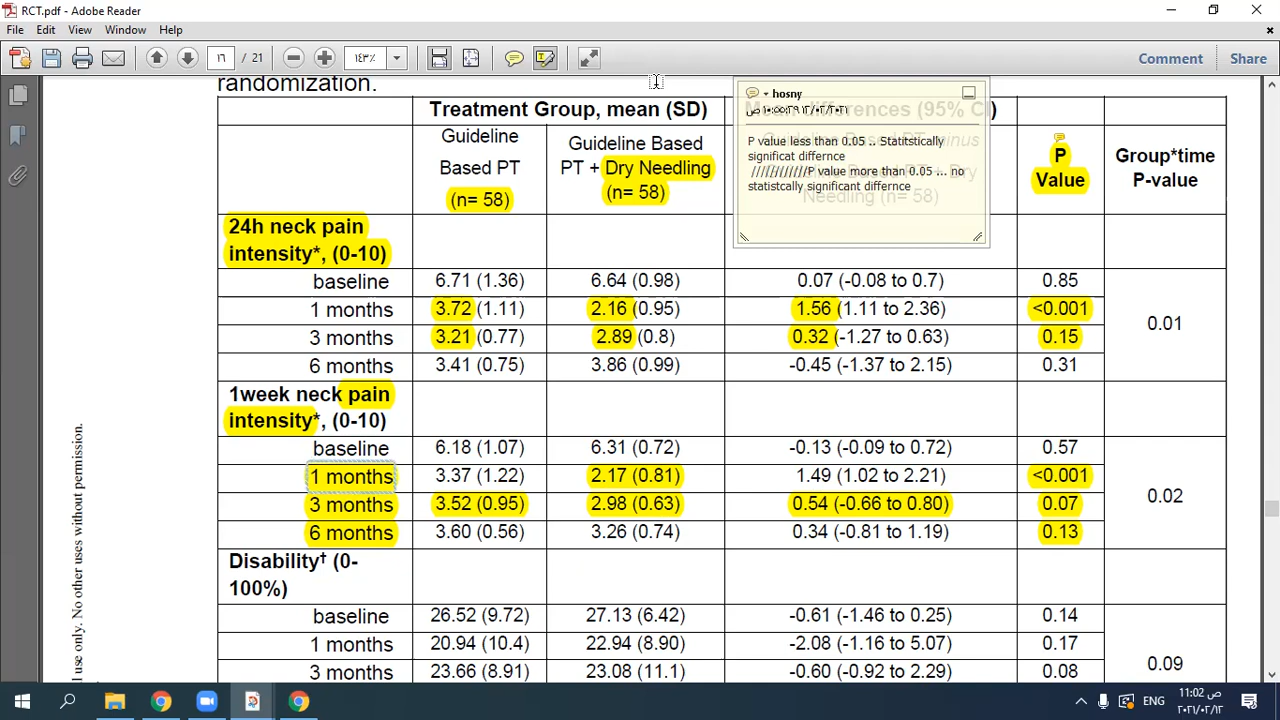 RCT.pdf - Adobe Reader
File Edit View Window Help
١٦ / 21 ١٤٣٪ Comment Share
randomization.
Treatment Group, mean (SD) Mean differences (95% CI)
Guideline Based PT (n= 58)
Guideline Based PT + Dry Needling (n= 58)
minus
PT + Dry Needling (n= 58)
P Value
Group*time P-value
hosny
P value less than 0.05 .. Statitstically
significat differnce
////////////P value more than 0.05 ... no
statistcally significant differnce
24h neck pain
intensity*, (0-10)
baseline 6.71 (1.36) 6.64 (0.98) 0.07 (-0.08 to 0.7) 0.85
1 months 3.72 (1.11) 2.16 (0.95) 1.56 (1.11 to 2.36) <0.001
0.01
3 months 3.21 (0.77) 2.89 (0.8) 0.32 (-1.27 to 0.63) 0.15
6 months 3.41 (0.75) 3.86 (0.99) -0.45 (-1.37 to 2.15) 0.31
1week neck pain
intensity*, (0-10)
baseline 6.18 (1.07) 6.31 (0.72) -0.13 (-0.09 to 0.72) 0.57
1 months 3.37 (1.22) 2.17 (0.81) 1.49 (1.02 to 2.21) <0.001
0.02
3 months 3.52 (0.95) 2.98 (0.63) 0.54 (-0.66 to 0.80) 0.07
6 months 3.60 (0.56) 3.26 (0.74) 0.34 (-0.81 to 1.19) 0.13
Disability† (0-
100%)
baseline 26.52 (9.72) 27.13 (6.42) -0.61 (-1.46 to 0.25) 0.14
1 months 20.94 (10.4) 22.94 (8.90) -2.08 (-1.16 to 5.07) 0.17
3 months 23.66 (8.91) 23.08 (11.1) -0.60 (-0.92 to 2.29) 0.08
0.09
l use only. No other uses without permission.
ENG
11:02 ص
٢٠٢١/٠٢/١٢